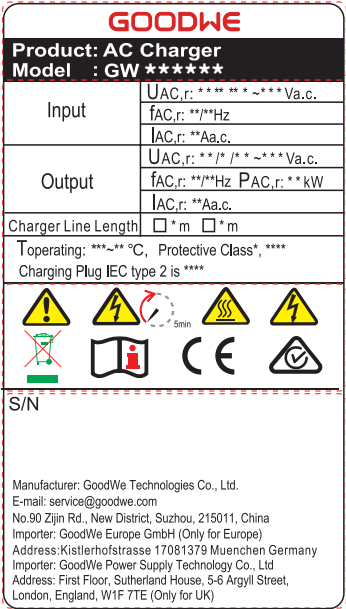 GOODWE
Product: AC Charger
Model : GW ******
Input
UAC,r: * * ** ** * ~* * * Va.c.
fAC,r: **/**Hz
IAC,r: **Aa.c.
Output
UAC,r: * * /* /* * ~* * * Va.c.
fAC,r: **/**Hz PAC,r: * * kW
IAC,r: **Aa.c.
Charger Line Length ☐ * m ☐ * m
Toperating: ***~** °C, Protective Class*, ****
Charging Plug IEC type 2 is ****
5min
CE
S/N
Manufacturer: GoodWe Technologies Co., Ltd.
E-mail: service@goodwe.com
No.90 Zijin Rd., New District, Suzhou, 215011, China
Importer: GoodWe Europe GmbH (Only for Europe)
Address:Kistlerhofstrasse 17081379 Muenchen Germany
Importer: GoodWe Power Supply Technology Co., Ltd
Address: First Floor, Sutherland House, 5-6 Argyll Street,
London, England, W1F 7TE (Only for UK)